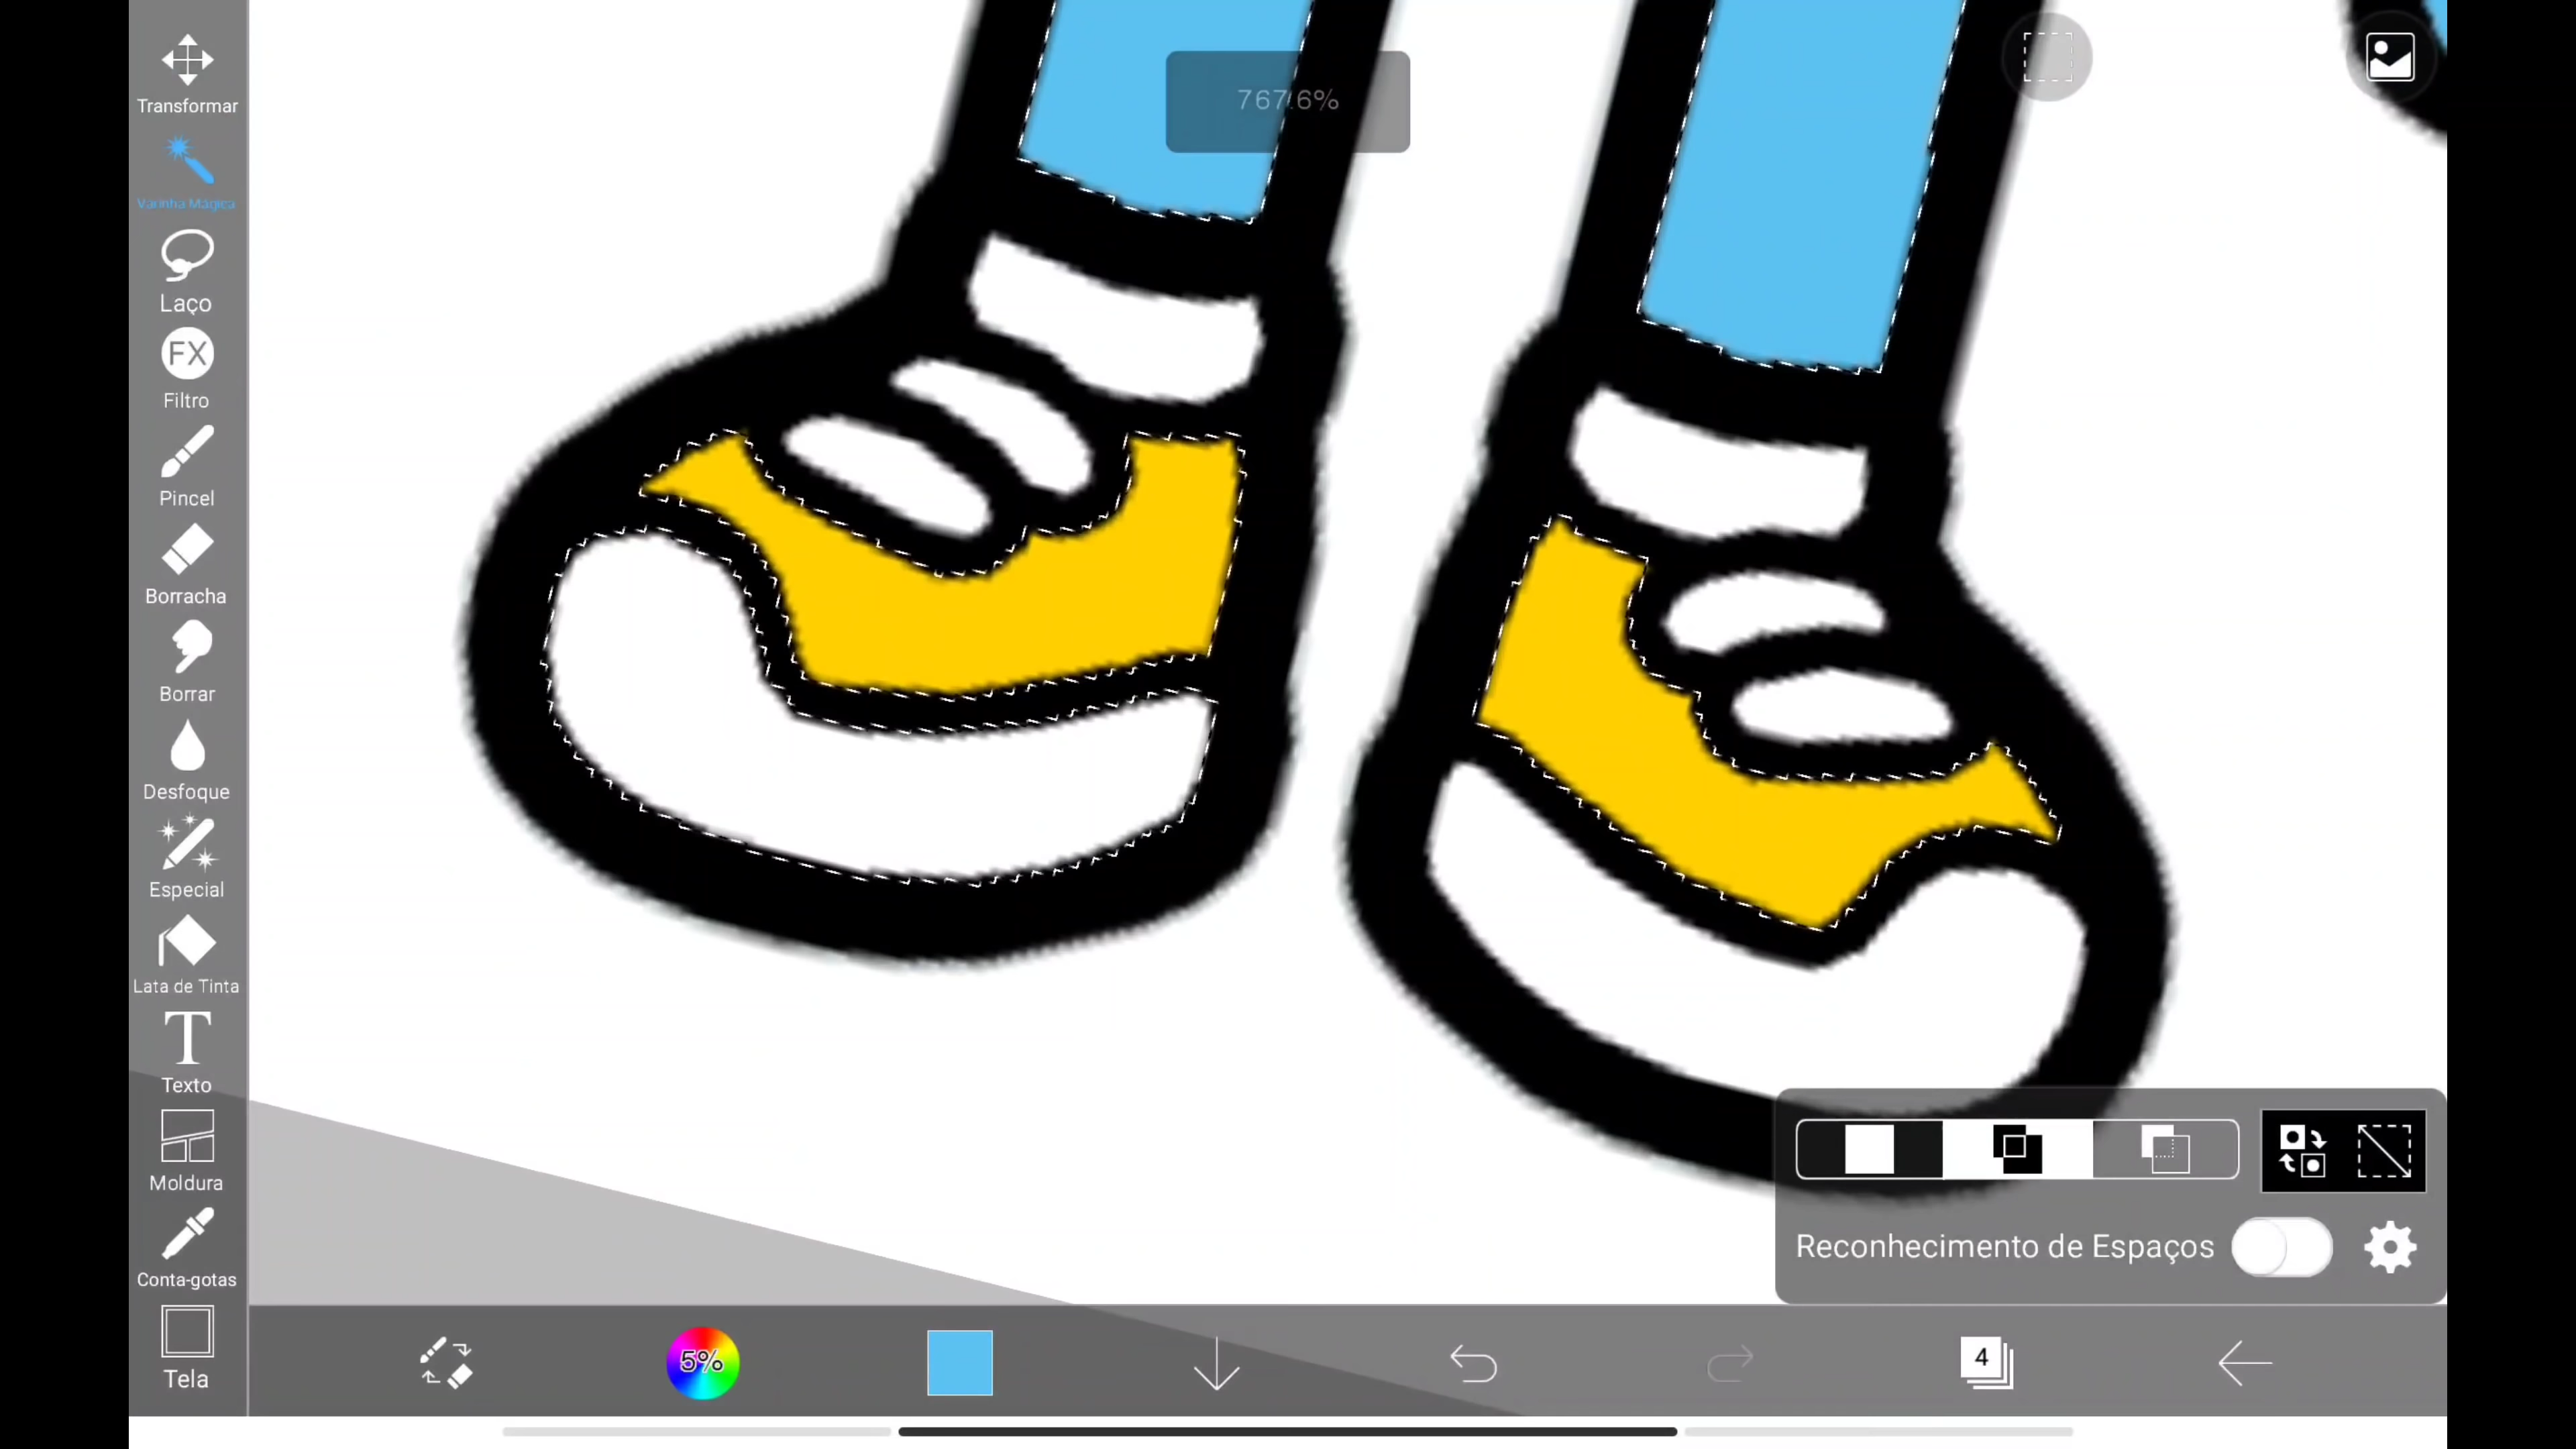 767.6%
Transformar
Varinha Mágica
Laço
FX
Filtro
Pincel
Borracha
Borrar
Desfoque
Especial
Lata de Tinta
T
Texto
Moldura
Conta-gotas
Tela
Reconhecimento de Espaços
5%
4